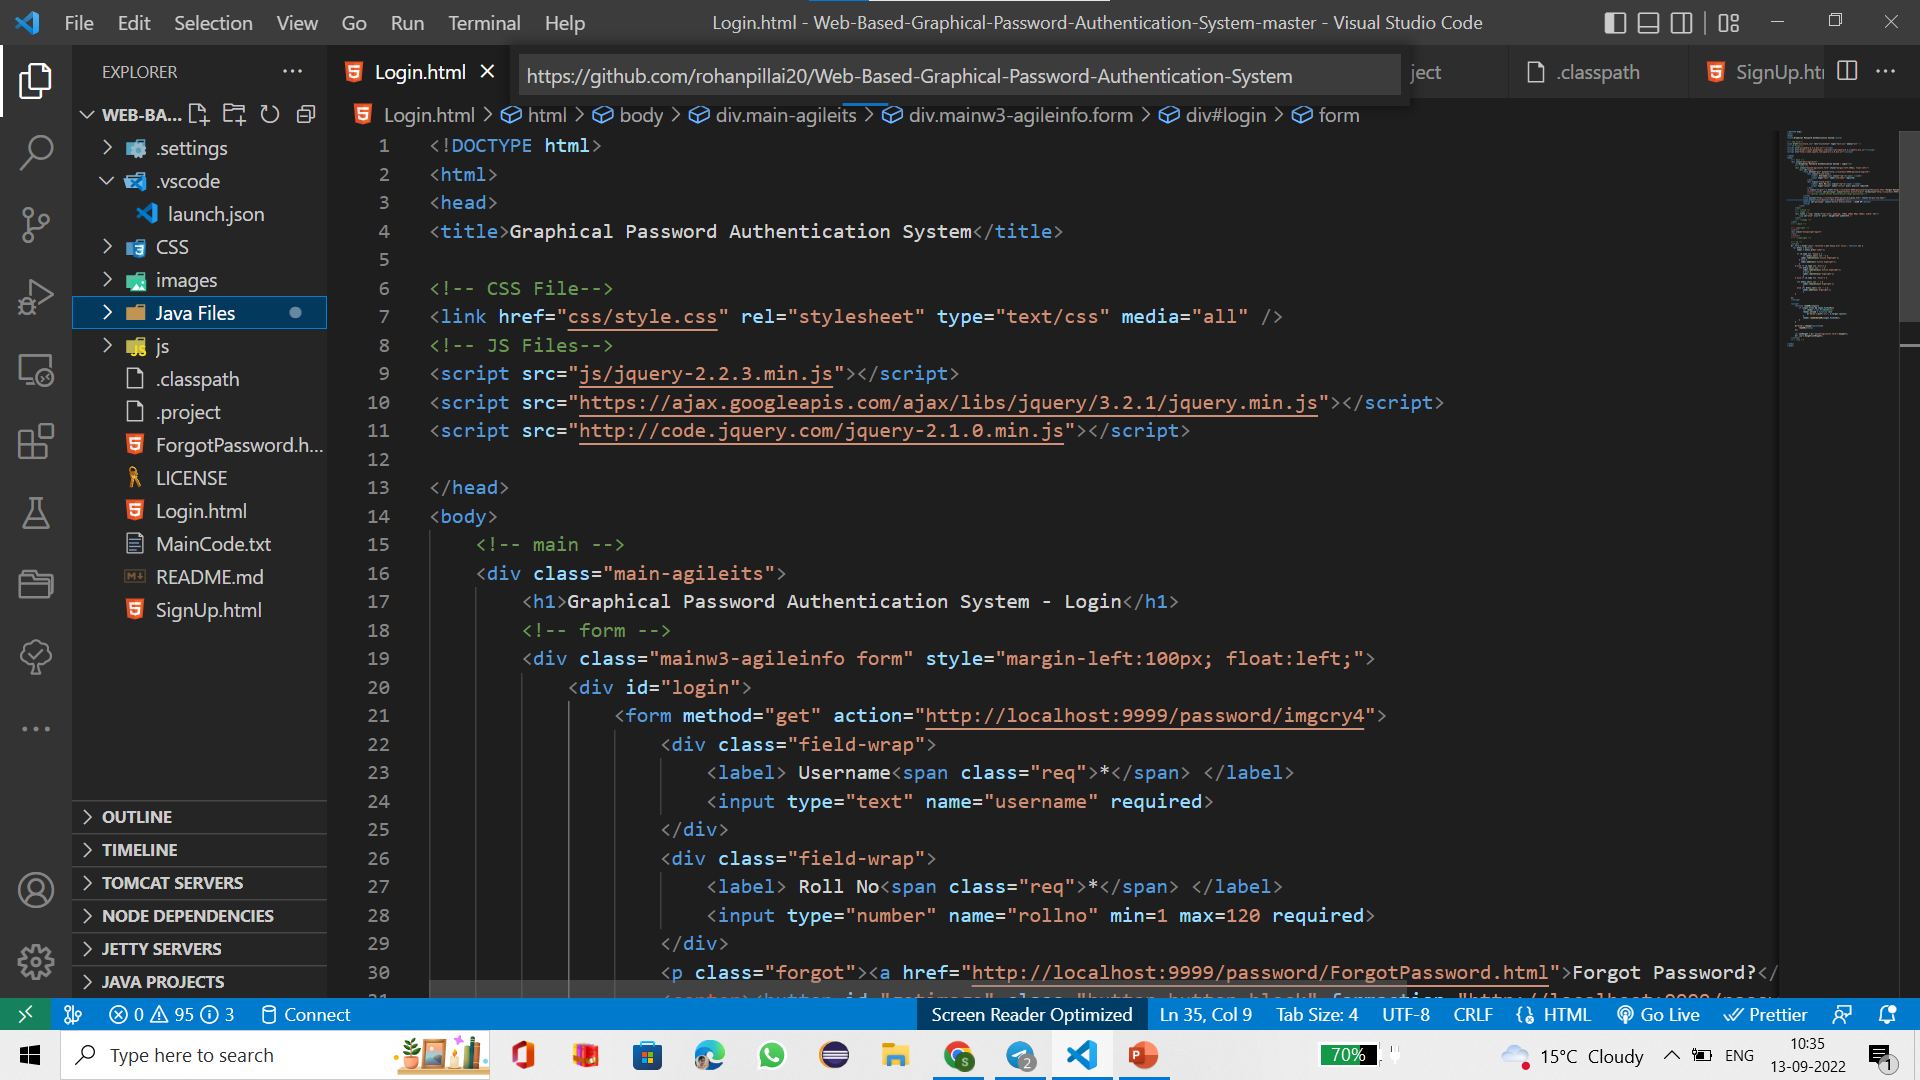 File Edit Selection View Go Run Terminal Help
Login.html - Web-Based-Graphical-Password-Authentication-System-master - Visual Studio Code
EXPLORER
Login.html
https://github.com/rohanpillai20/Web-Based-Graphical-Password-Authentication-System
ject
.classpath
SignUp.htr
Login.html > html > body > div.main-agileits > div.mainw3-agileinfo.form > div#login > form
WEB-BA...
.settings
.vscode
launch.json
CSS
images
Java Files
js
.classpath
.project
ForgotPassword.h...
LICENSE
Login.html
MainCode.txt
README.md
SignUp.html
OUTLINE
TIMELINE
TOMCAT SERVERS
NODE DEPENDENCIES
JETTY SERVERS
JAVA PROJECTS
1 <!DOCTYPE html>
2 <html>
3 <head>
4 <title>Graphical Password Authentication System</title>
5
6 <!-- CSS File-->
7 <link href="css/style.css" rel="stylesheet" type="text/css" media="all" />
8 <!-- JS Files-->
9 <script src="js/jquery-2.2.3.min.js"></script>
10 <script src="https://ajax.googleapis.com/ajax/libs/jquery/3.2.1/jquery.min.js"></script>
11 <script src="http://code.jquery.com/jquery-2.1.0.min.js"></script>
12
13 </head>
14 <body>
15 <!-- main -->
16 <div class="main-agileits">
17 <h1>Graphical Password Authentication System - Login</h1>
18 <!-- form -->
19 <div class="mainw3-agileinfo form" style="margin-left:100px; float:left;">
20 <div id="login">
21 <form method="get" action="http://localhost:9999/password/imgcry4">
22 <div class="field-wrap">
23 <label> Username<span class="req">*</span> </label>
24 <input type="text" name="username" required>
25 </div>
26 <div class="field-wrap">
27 <label> Roll No<span class="req">*</span> </label>
28 <input type="number" name="rollno" min=1 max=120 required>
29 </div>
30 <p class="forgot"><a href="http://localhost:9999/password/ForgotPassword.html">Forgot Password?</
0 95 3 Connect
Screen Reader Optimized Ln 35, Col 9 Tab Size: 4 UTF-8 CRLF HTML Go Live Prettier
Type here to search
2
70%
15°C Cloudy
ENG
10:35
13-09-2022
1